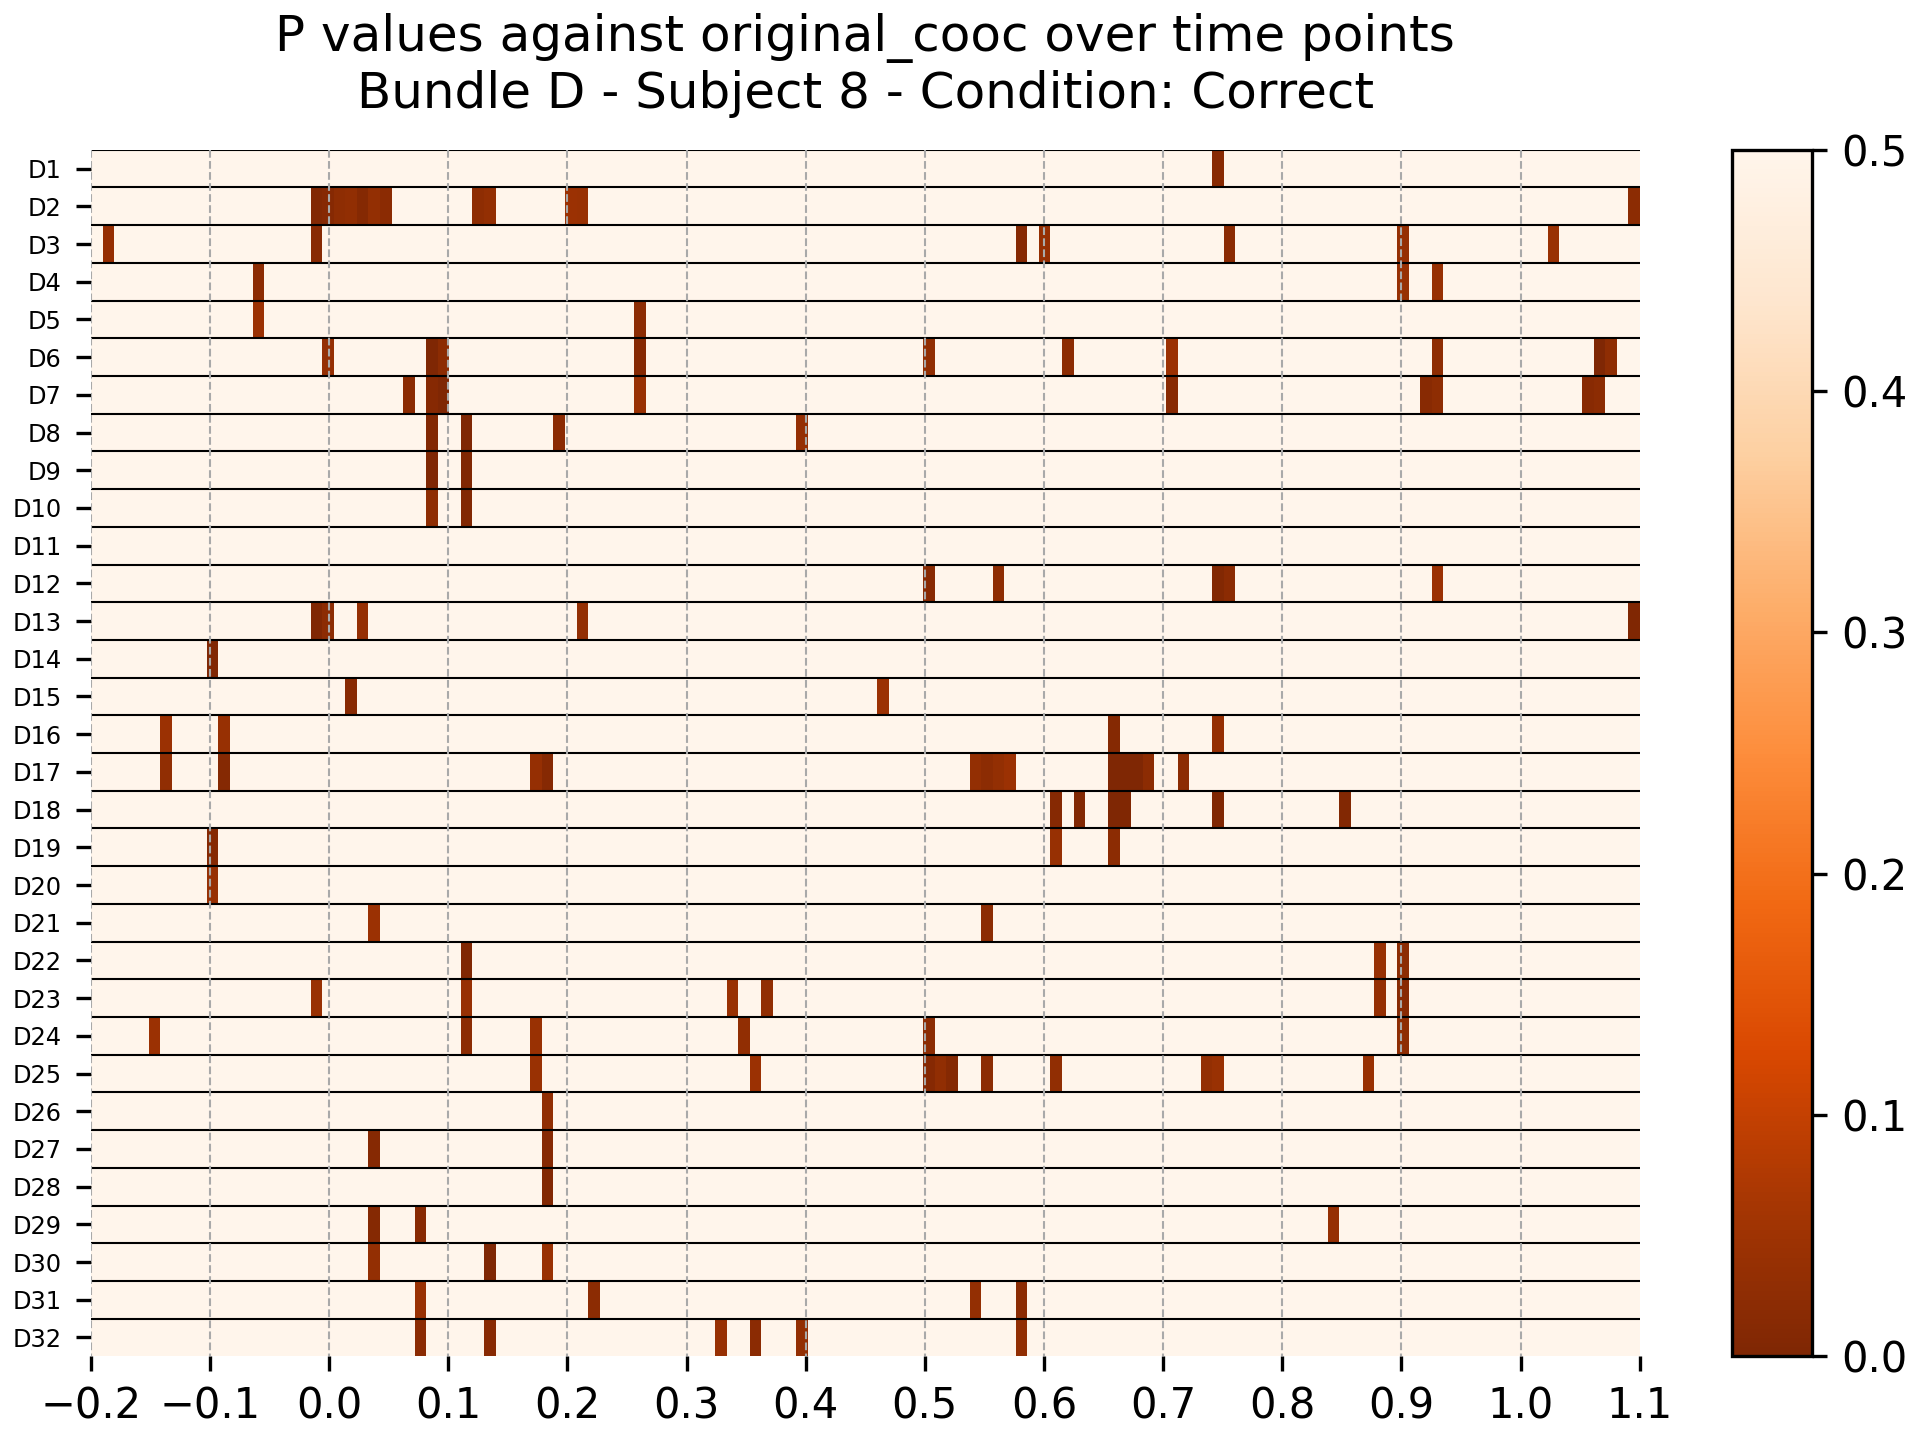 P values against original_cooc over time points
Bundle D - Subject 8 - Condition: Correct
D1
D2
D3
D4
D5
D6
D7
D8
D9
D10
D11
D12
D13
D14
D15
D16
D17
D18
D19
D20
D21
D22
D23
D24
D25
D26
D27
D28
D29
D30
D31
D32
−0.2 −0.1 0.0 0.1 0.2 0.3 0.4 0.5 0.6 0.7 0.8 0.9 1.0 1.1
0.5
0.4
0.3
0.2
0.1
0.0